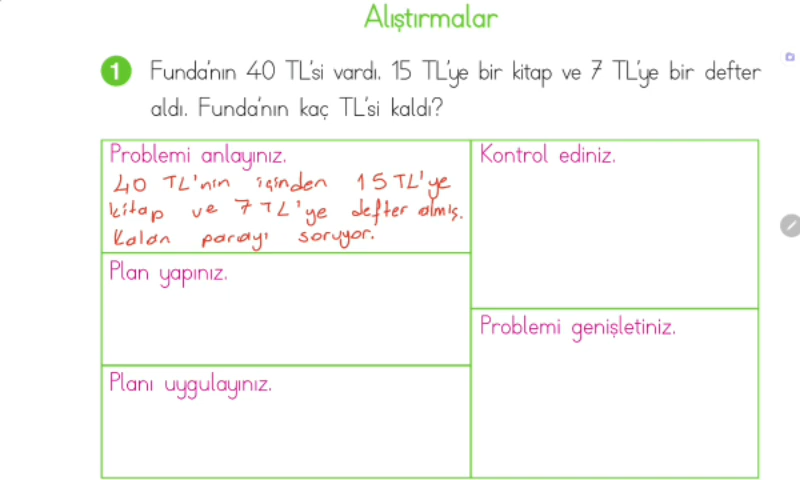 Alıştırmalar
1 Funda'nın 40 TL'si vardı. 15 TL'ye bir kitap ve 7 TL'ye bir defter
aldı. Funda'nın kaç TL'si kaldı?
Problemi anlayınız.
40 TL'nin içinden 15 TL'ye
kitap ve 7 TL'ye defter almış.
Kalan parayı soruyor.
Plan yapınız.
Planı uygulayınız.
Kontrol ediniz.
Problemi genişletiniz.